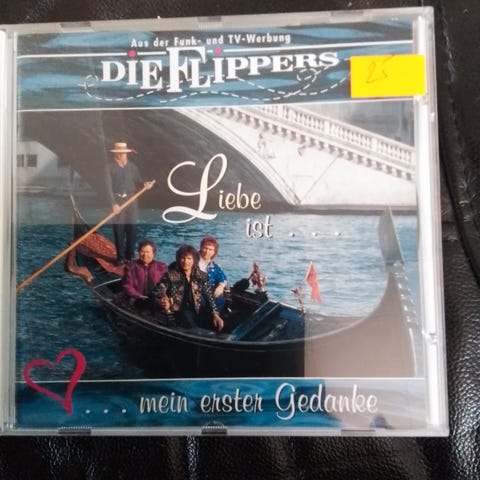 Aus der Funk- und TV-Werbung
DIE FLIPPERS
25
Liebe
ist . . .
. . . mein erster Gedanke